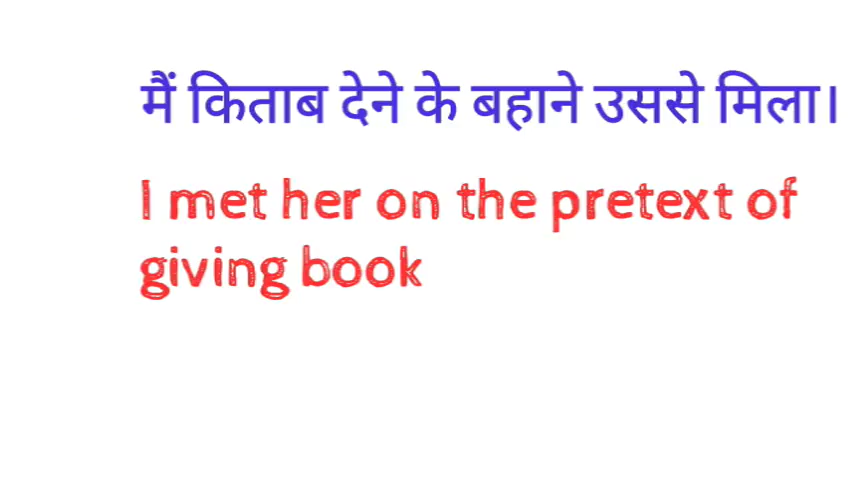 मैं किताब देने के बहाने उससे मिला।
I met her on the pretext of
giving book